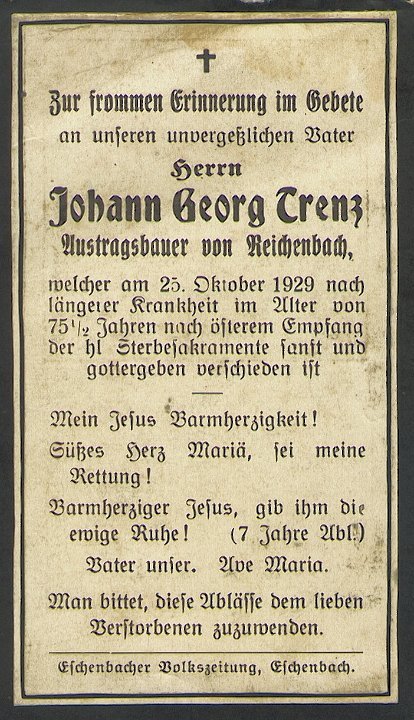 Zur frommen Erinnerung im Gebete
an unseren unvergeßlichen Vater
Herrn
Johann Georg Trenz
Austragsbauer von Reichenbach,
welcher am 25. Oktober 1929 nach
längerer Krankheit im Alter von
75½ Jahren nach öfterem Empfang
der hl Sterbesakramente sanft und
gottergeben verschieden ist
Mein Jesus Barmherzigkeit!
Süßes Herz Mariä, sei meine
Rettung!
Barmherziger Jesus, gib ihm die
ewige Ruhe! (7 Jahre Abl.)
Vater unser. Ave Maria.
Man bittet, diese Ablässe dem lieben
Verstorbenen zuzuwenden.
Eschenbacher Volkszeitung, Eschenbach.